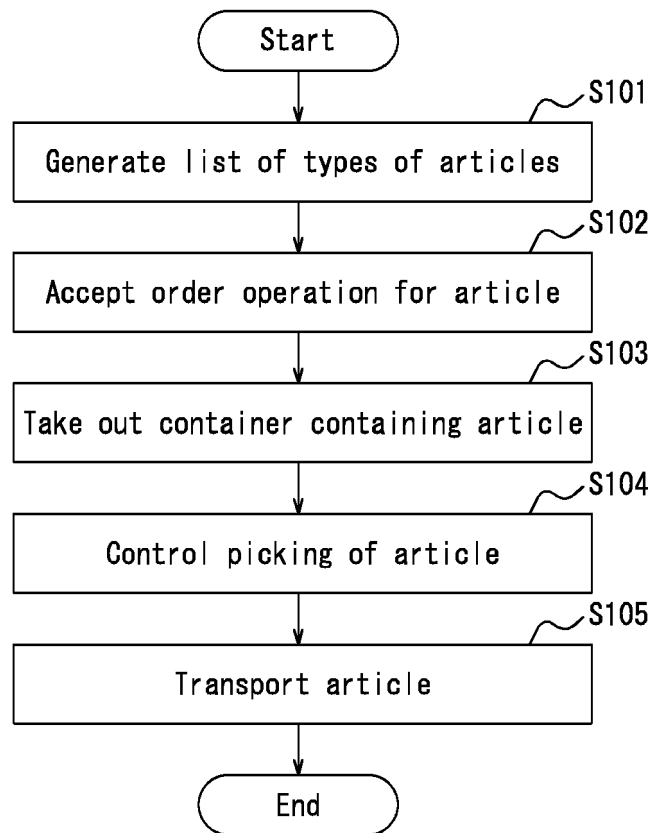 Start
S101
Generate list of types of articles
S102
Accept order operation for article
S103
Take out container containing article
S104
Control picking of article
S105
Transport article
End